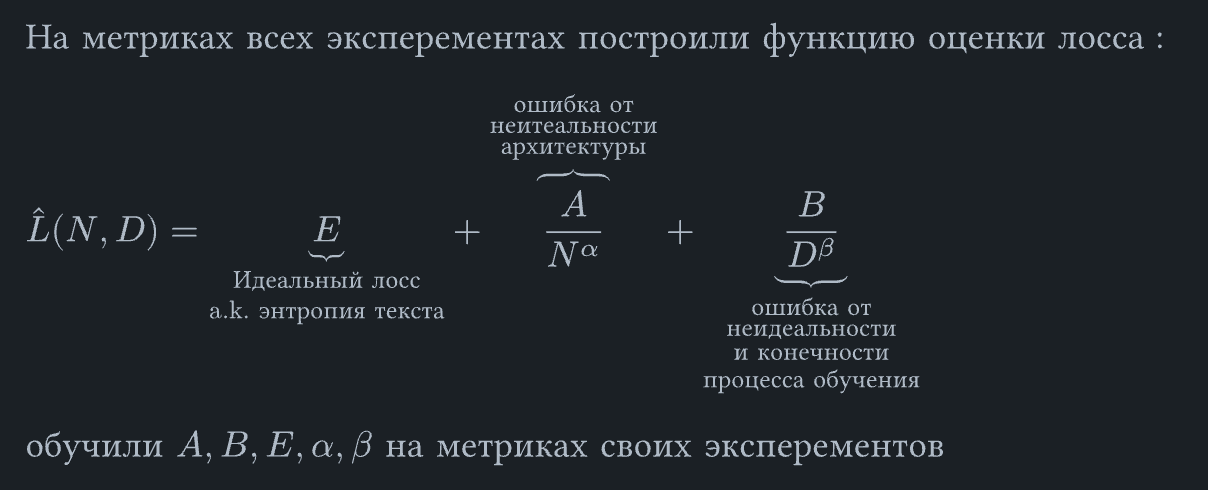 На метриках всех эксперементах построили функцию оценки лосса :
ошибка от
неитеальности
архитектуры
L̂(N, D) = E + A/N^α + B/D^β
Идеальный лосс
a.k. энтропия текста
ошибка от
неидеальности
и конечности
процесса обучения
обучили A, B, E, α, β на метриках своих эксперементов